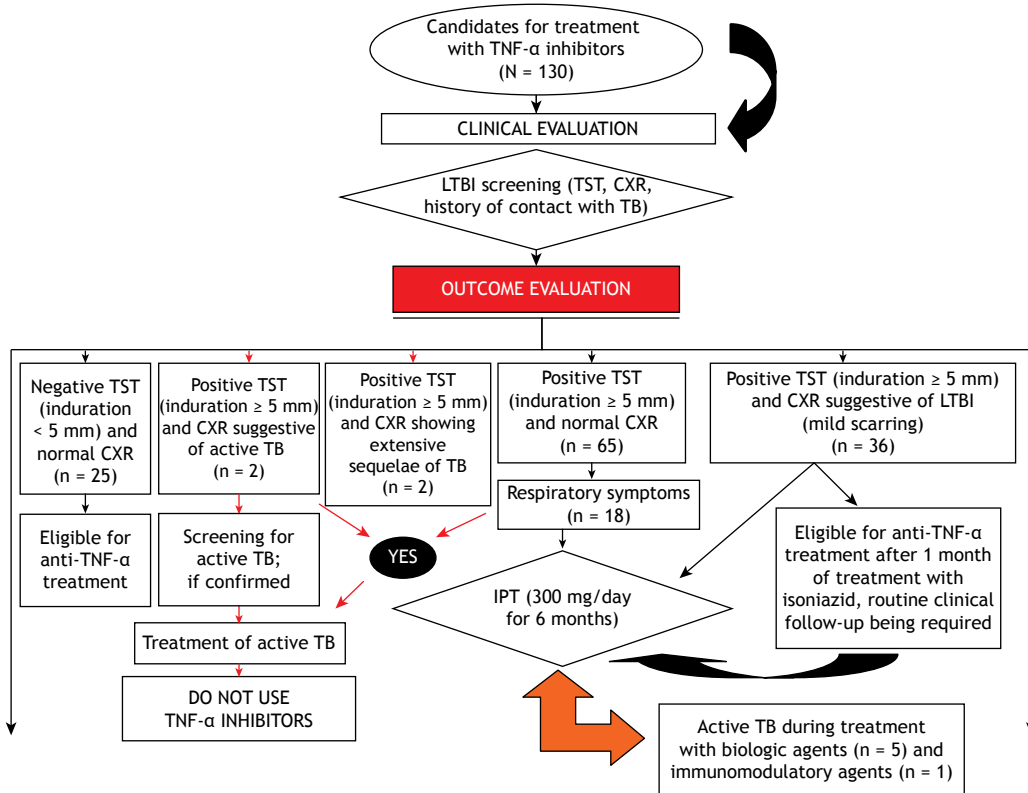 Candidates for treatment
with TNF-α inhibitors
(N = 130)
CLINICAL EVALUATION
LTBI screening (TST, CXR,
history of contact with TB)
OUTCOME EVALUATION
Negative TST
(induration
< 5 mm) and
normal CXR
(n = 25)
Positive TST
(induration ≥ 5 mm)
and CXR suggestive
of active TB
(n = 2)
Positive TST
(induration ≥ 5 mm)
and CXR showing
extensive
sequelae of TB
(n = 2)
Positive TST
(induration ≥ 5 mm)
and normal CXR
n = 65)
Positive TST (induration ≥ 5 mm)
and CXR suggestive of LTBI
(mild scarring)
n = 36)
Eligible for
anti-TNF-α
treatment
Screening for
active TB;
if confirmed
YES
Respiratory symptoms
(n = 18)
Eligible for anti-TNF-α
treatment after 1 month
of treatment with
isoniazid, routine clinical
follow-up being required
IPT (300 mg/day
for 6 months)
Treatment of active TB
DO NOT USE
TNF-α INHIBITORS
Active TB during treatment
with biologic agents (n = 5) and
immunomodulatory agents (n = 1)